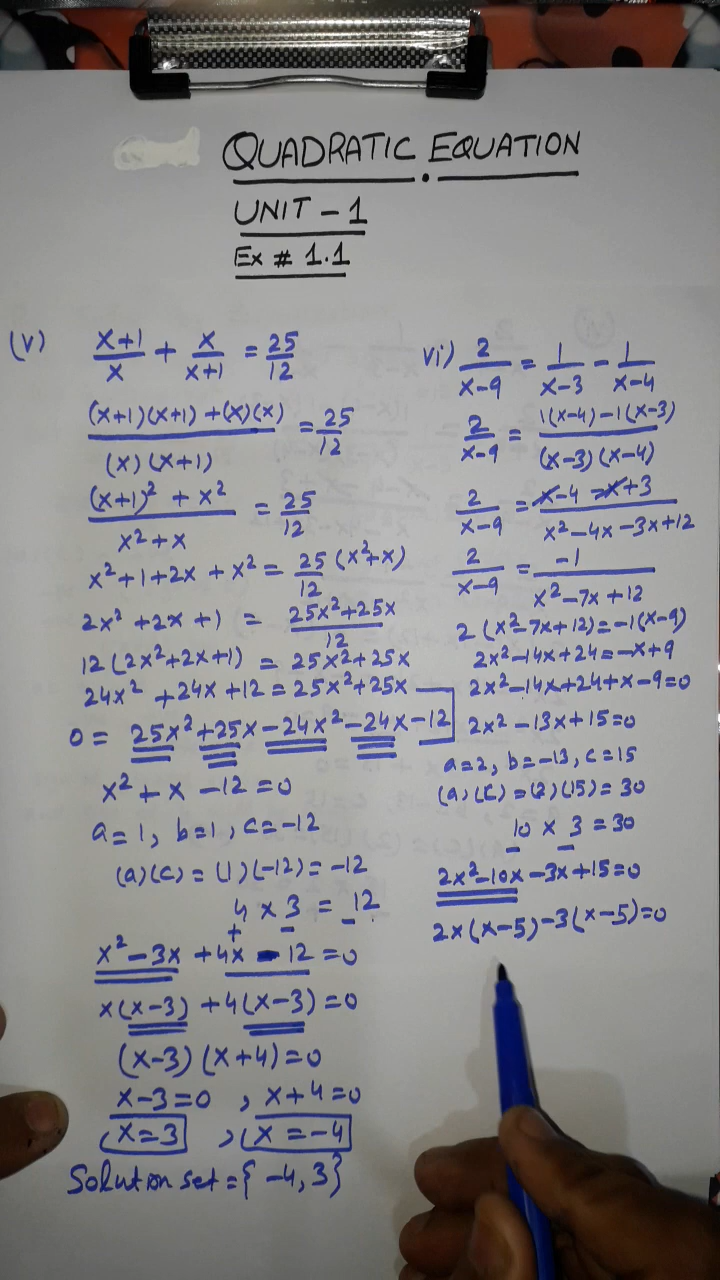 QUADRATIC EQUATION
UNIT - 1
Ex # 1.1
(v) x+1/x + x/x+1 = 25/12
(x+1)(x+1)+(x)(x)/(x)(x+1) = 25/12
(x+1)² + x²/x²+x = 25/12
x²+1+2x+x² = 25/12 (x²+x)
2x²+2x+1 = 25x²+25x/12
12(2x²+2x+1) = 25x²+25x
24x²+24x+12 = 25x²+25x
0 = 25x²+25x-24x²-24x-12
x²+x-12=0
a=1, b=1, c=-12
(a)(c) = (1)(-12) = -12
4 x 3 = 12
+ -
x²-3x+4x-12=0
x(x-3)+4(x-3)=0
(x-3)(x+4)=0
x-3=0, x+4=0
x=3, x=-4
Solution set={-4,3}
vi) 2/x-9 = 1/x-3 - 1/x-4
2/x-9 = 1(x-4)-1(x-3)/(x-3)(x-4)
2/x-9 = x-4-x+3/x²-4x-3x+12
2/x-9 = -1/x²-7x+12
2(x²-7x+12)=-1(x-9)
2x²-14x+24=-x+9
2x²-14x+24+x-9=0
2x²-13x+15=0
a=2, b=-13, c=15
(a)(c)=(2)(15)=30
10 x 3 = 30
- -
2x²-10x-3x+15=0
2x(x-5)-3(x-5)=0